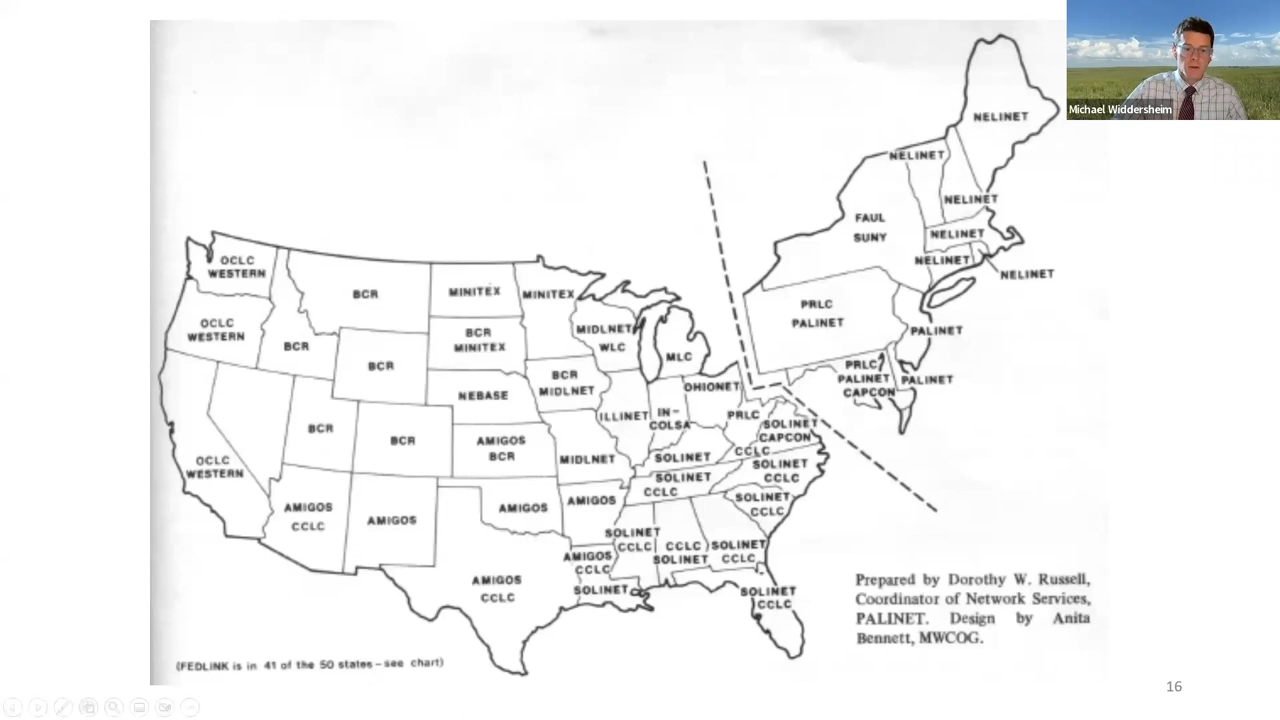 Michael Widdersheim
NELINET
NELINET
NELINET
FAUL
SUNY
NELINET
NELINET
NELINET
OCLC
WESTERN
BCR
MINITEX
MINITEX
PRLC
PALINET
PALINET
OCLC
WESTERN
BCR
BCR
BCR
MINITEX
MIDLNET
WLC
MLC
PRLC
PALINET
CAPCON
PALINET
NEBASE
BCR
MIDLNET
OHIONET
ILLINET
IN-
COLSA
PRLC
SOLINET
CAPCON
CCLC
OCLC
WESTERN
BCR
BCR
AMIGOS
BCR
MIDLNET
SOLINET
SOLINET
CCLC
SOLINET
CCLC
AMIGOS
CCLC
AMIGOS
AMIGOS
AMIGOS
SOLINET
CCLC
SOLINET
CCLC
CCLC
SOLINET
SOLINET
CCLC
AMIGOS
CCLC
AMIGOS
CCLC
SOLINET
SOLINET
CCLC
Prepared by Dorothy W. Russell,
Coordinator of Network Services,
PALINET. Design by Anita
Bennett, MWCOG.
(FEDLINK is in 41 of the 50 states – see chart)
16